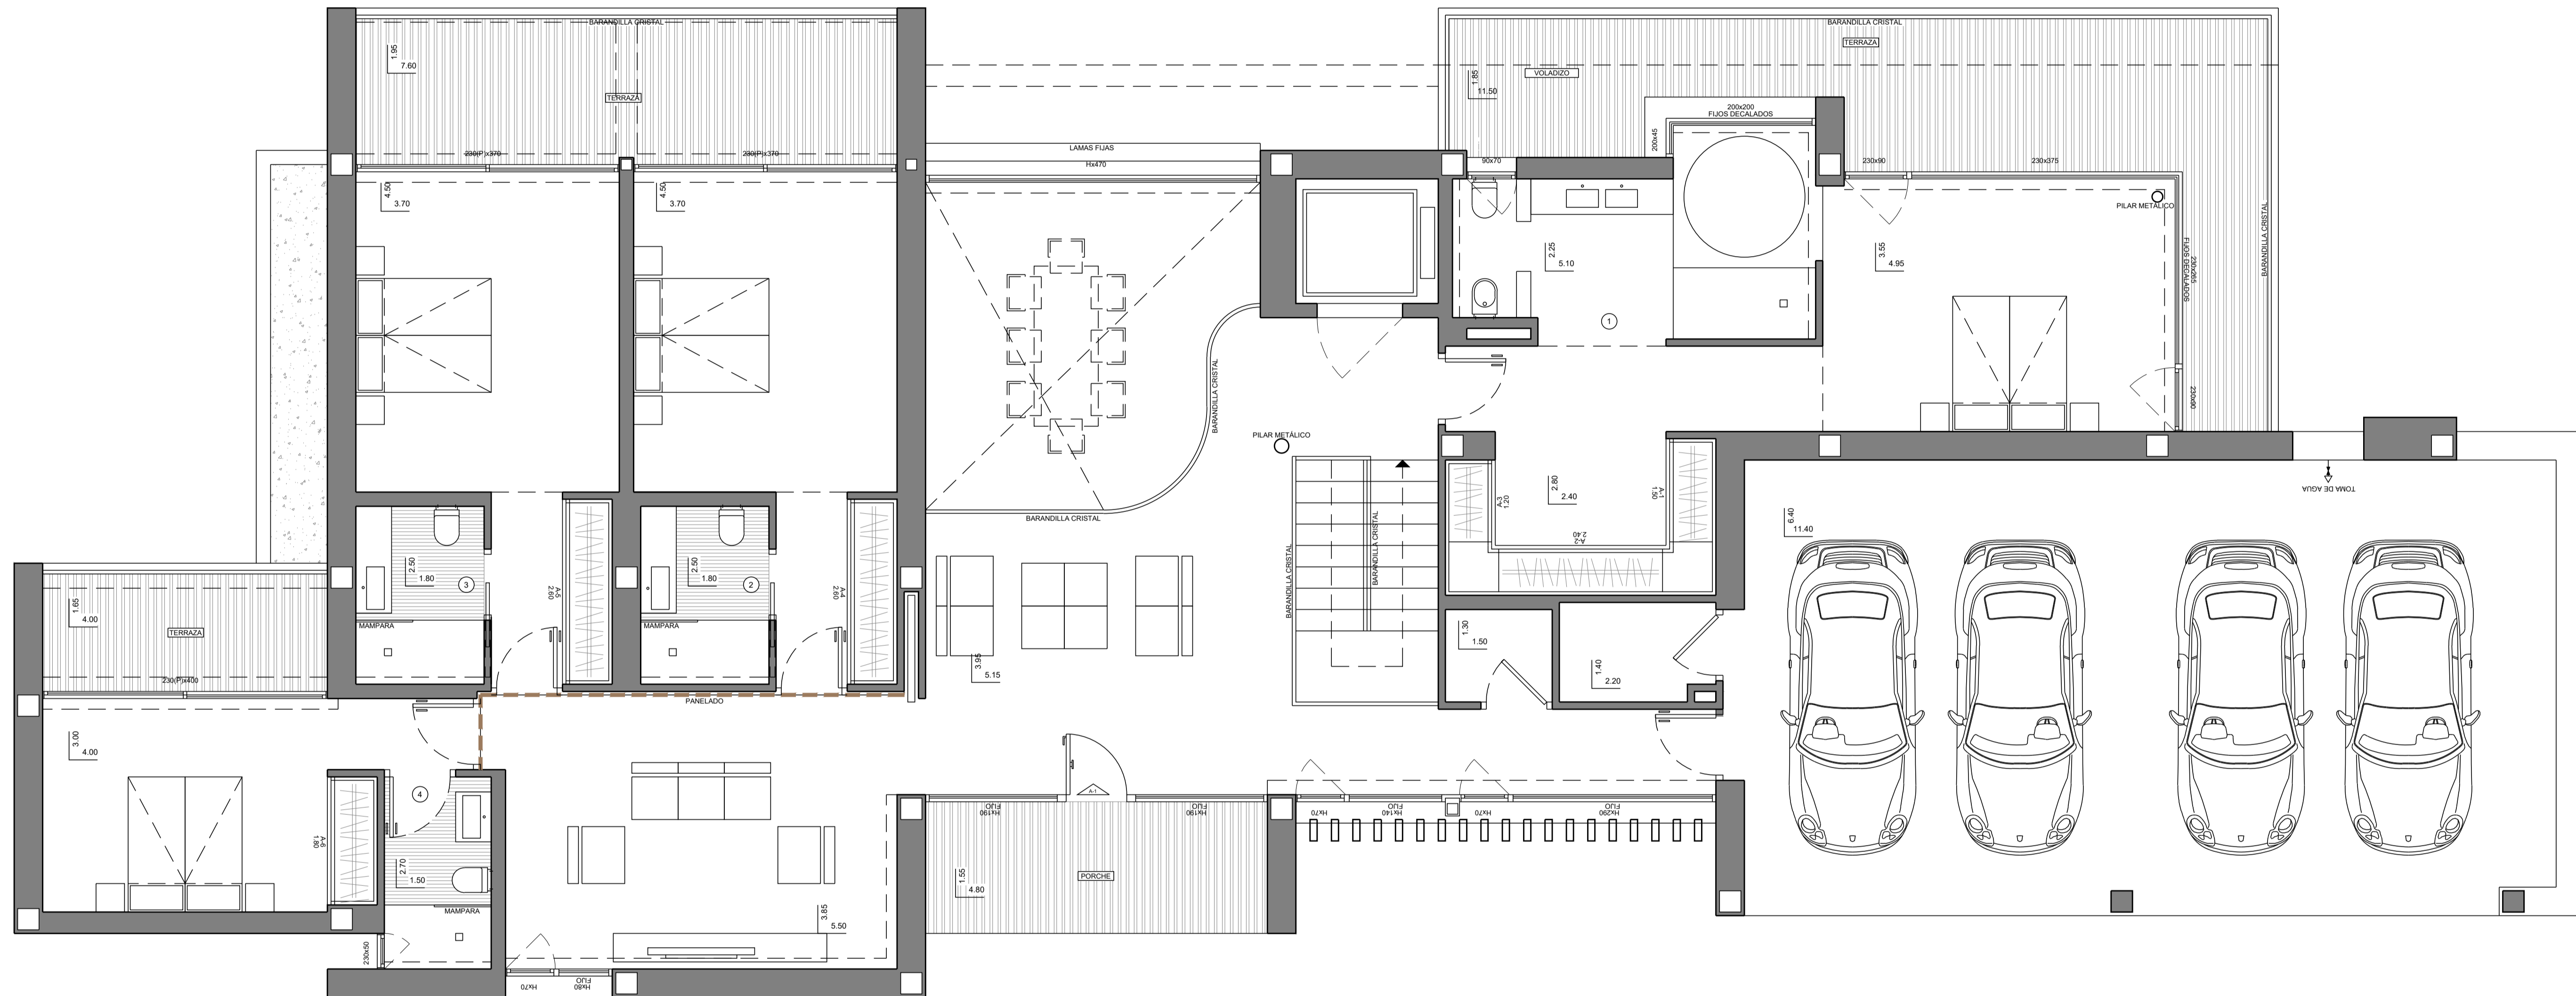 BARANDILLA CRISTAL
BARANDILLA CRISTAL
TERRAZA
1.95
7.60
TERRAZA
VOLADIZO
1.85
11.50
200x200
FIJOS DECALADOS
200x45
230(P)x370
230(P)x370
LAMAS FIJAS
Hx470
90x70
230x90
230x375
4.50
3.70
4.50
3.70
PILAR METÁLICO
BARANDILLA CRISTAL
FIJOS DECALADOS
230x265
2.25
5.10
3.55
4.95
1
BARANDILLA CRISTAL
230x90
PILAR METÁLICO
BARANDILLA CRISTAL
TOMA DE AGUA
A-3
1.20
2.80
2.40
A-1
1.50
A-2
2.40
6.40
11.40
BARANDILLA CRISTAL
BARANDILLA CRISTAL
2.50
1.80
3
A-5
2.60
2.50
1.80
2
A-4
2.60
1.65
4.00
TERRAZA
MAMPARA
MAMPARA
1.30
1.50
3.95
5.15
1.40
2.20
230(P)x400
PANELADO
3.00
4.00
4
A-1
FIJO
Hx190
FIJO
Hx190
Hx70
FIJO
Hx140
Hx70
FIJO
Hx290
A-6
1.80
2.70
1.50
1.55
4.80
PORCHE
MAMPARA
3.85
5.50
230x50
Hx70
FIJO
Hx80